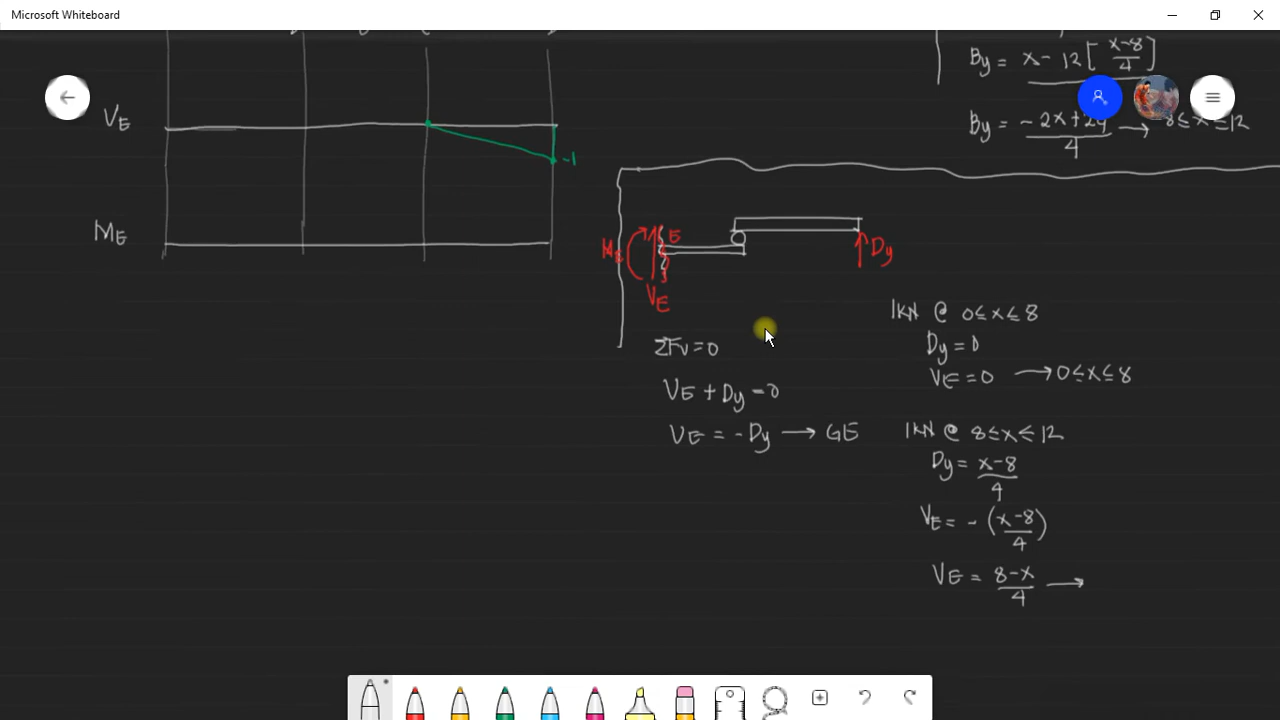 Microsoft Whiteboard
By = x - 12 [ x-8 / 4 ]
By = -2x + 24 / 4 → 8 ≤ x ≤ 12
VE
-1
ME
E
ME
Dy
VE
1KN @ 0 ≤ x ≤ 8
ΣFv = 0
Dy = 0
VE = 0 → 0 ≤ x ≤ 8
VE + Dy = 0
VE = - Dy → GE
1KN @ 8 ≤ x ≤ 12
Dy = x-8 / 4
VE = - ( x-8 / 4 )
VE = 8-x / 4 →